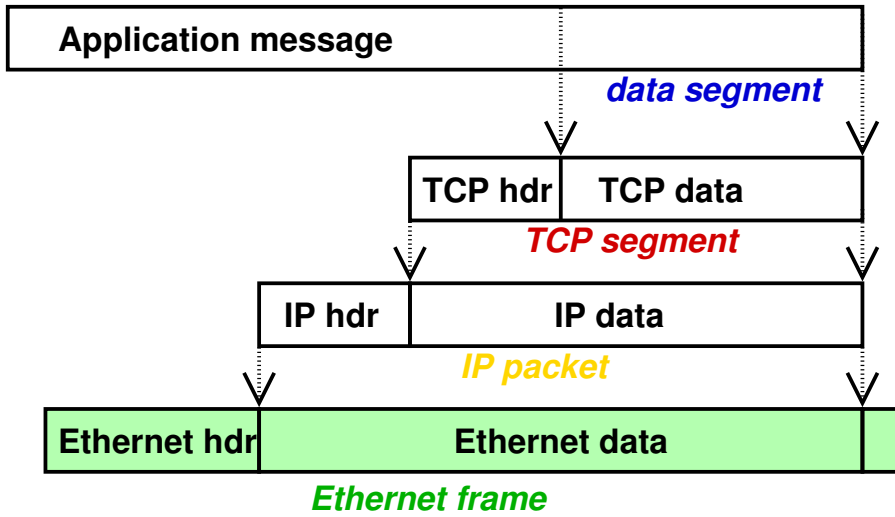 Application message
data segment
TCP hdr TCP data
TCP segment
IP hdr IP data
IP packet
Ethernet hdr Ethernet data
Ethernet frame